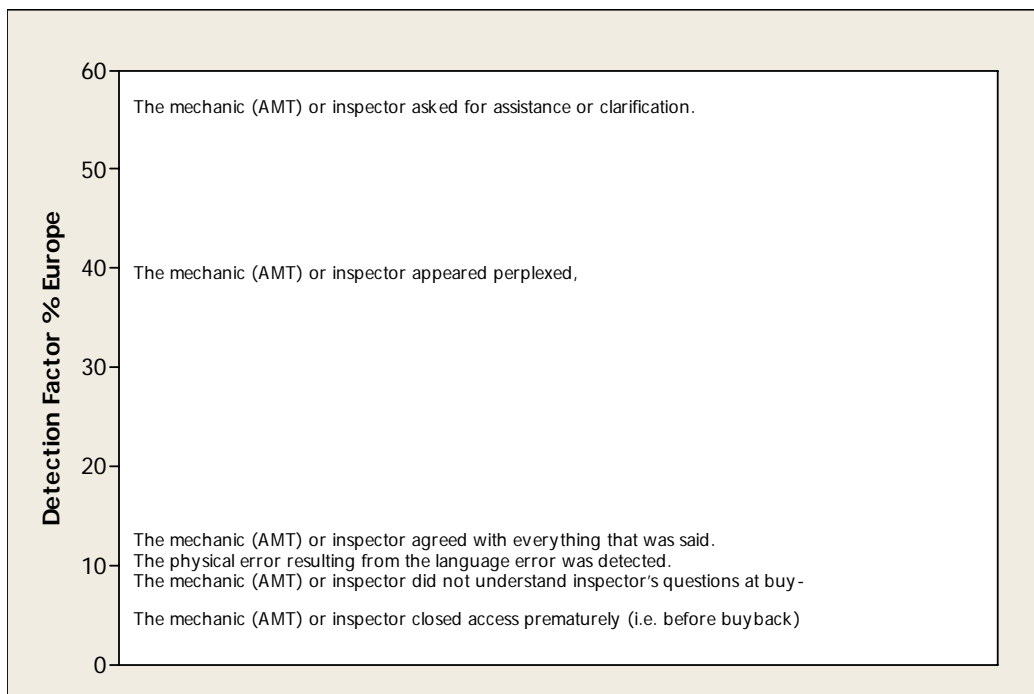 Detection Factor % Europe
60
The mechanic (AMT) or inspector asked for assistance or clarification.
50
40
The mechanic (AMT) or inspector appeared perplexed,
30
20
The mechanic (AMT) or inspector agreed with everything that was said.
The physical error resulting from the language error was detected.
10
The mechanic (AMT) or inspector did not understand inspector's questions at buy-
The mechanic (AMT) or inspector closed access prematurely (i.e. before buyback)
0